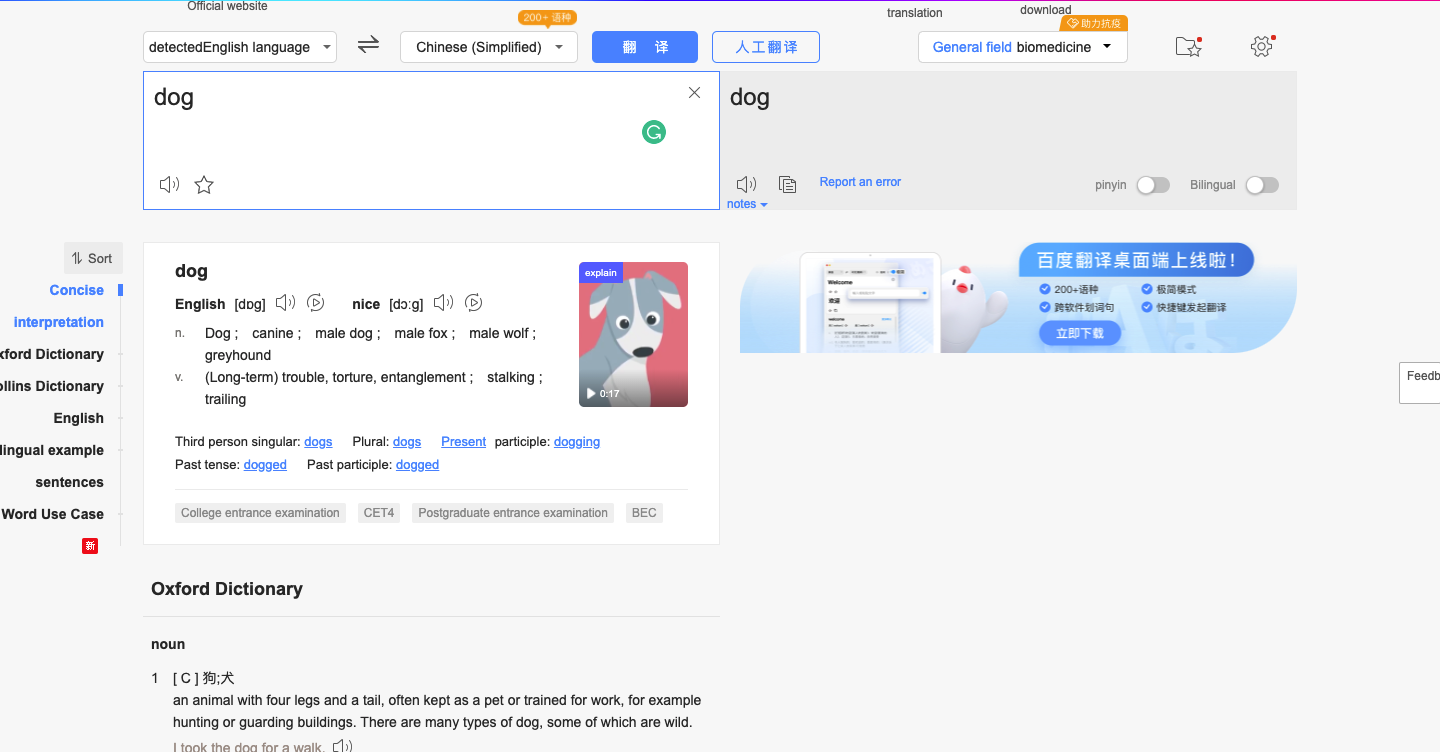 Official website
translation
download
200+ 语种
助力抗疫
detectedEnglish language
Chinese (Simplified)
翻 译
人工翻译
General field biomedicine
dog
dog
Report an error
pinyin
Bilingual
notes
Sort
Concise
interpretation
xford Dictionary
llins Dictionary
English
lingual example
sentences
Word Use Case
新
dog
explain
English [dɒg] nice [dɔːg]
n. Dog ; canine ; male dog ; male fox ; male wolf ;
greyhound
v. (Long-term) trouble, torture, entanglement ; stalking ;
trailing
0:17
Third person singular: dogs Plural: dogs Present participle: dogging
Past tense: dogged Past participle: dogged
College entrance examination CET4 Postgraduate entrance examination BEC
百度翻译桌面端上线啦！
200+语种 极简模式
跨软件划词句 快捷键发起翻译
立即下载
Welcome
欢迎
welcome
Feedb
Oxford Dictionary
noun
1 [ C ] 狗;犬
an animal with four legs and a tail, often kept as a pet or trained for work, for example
hunting or guarding buildings. There are many types of dog, some of which are wild.
I took the dog for a walk.